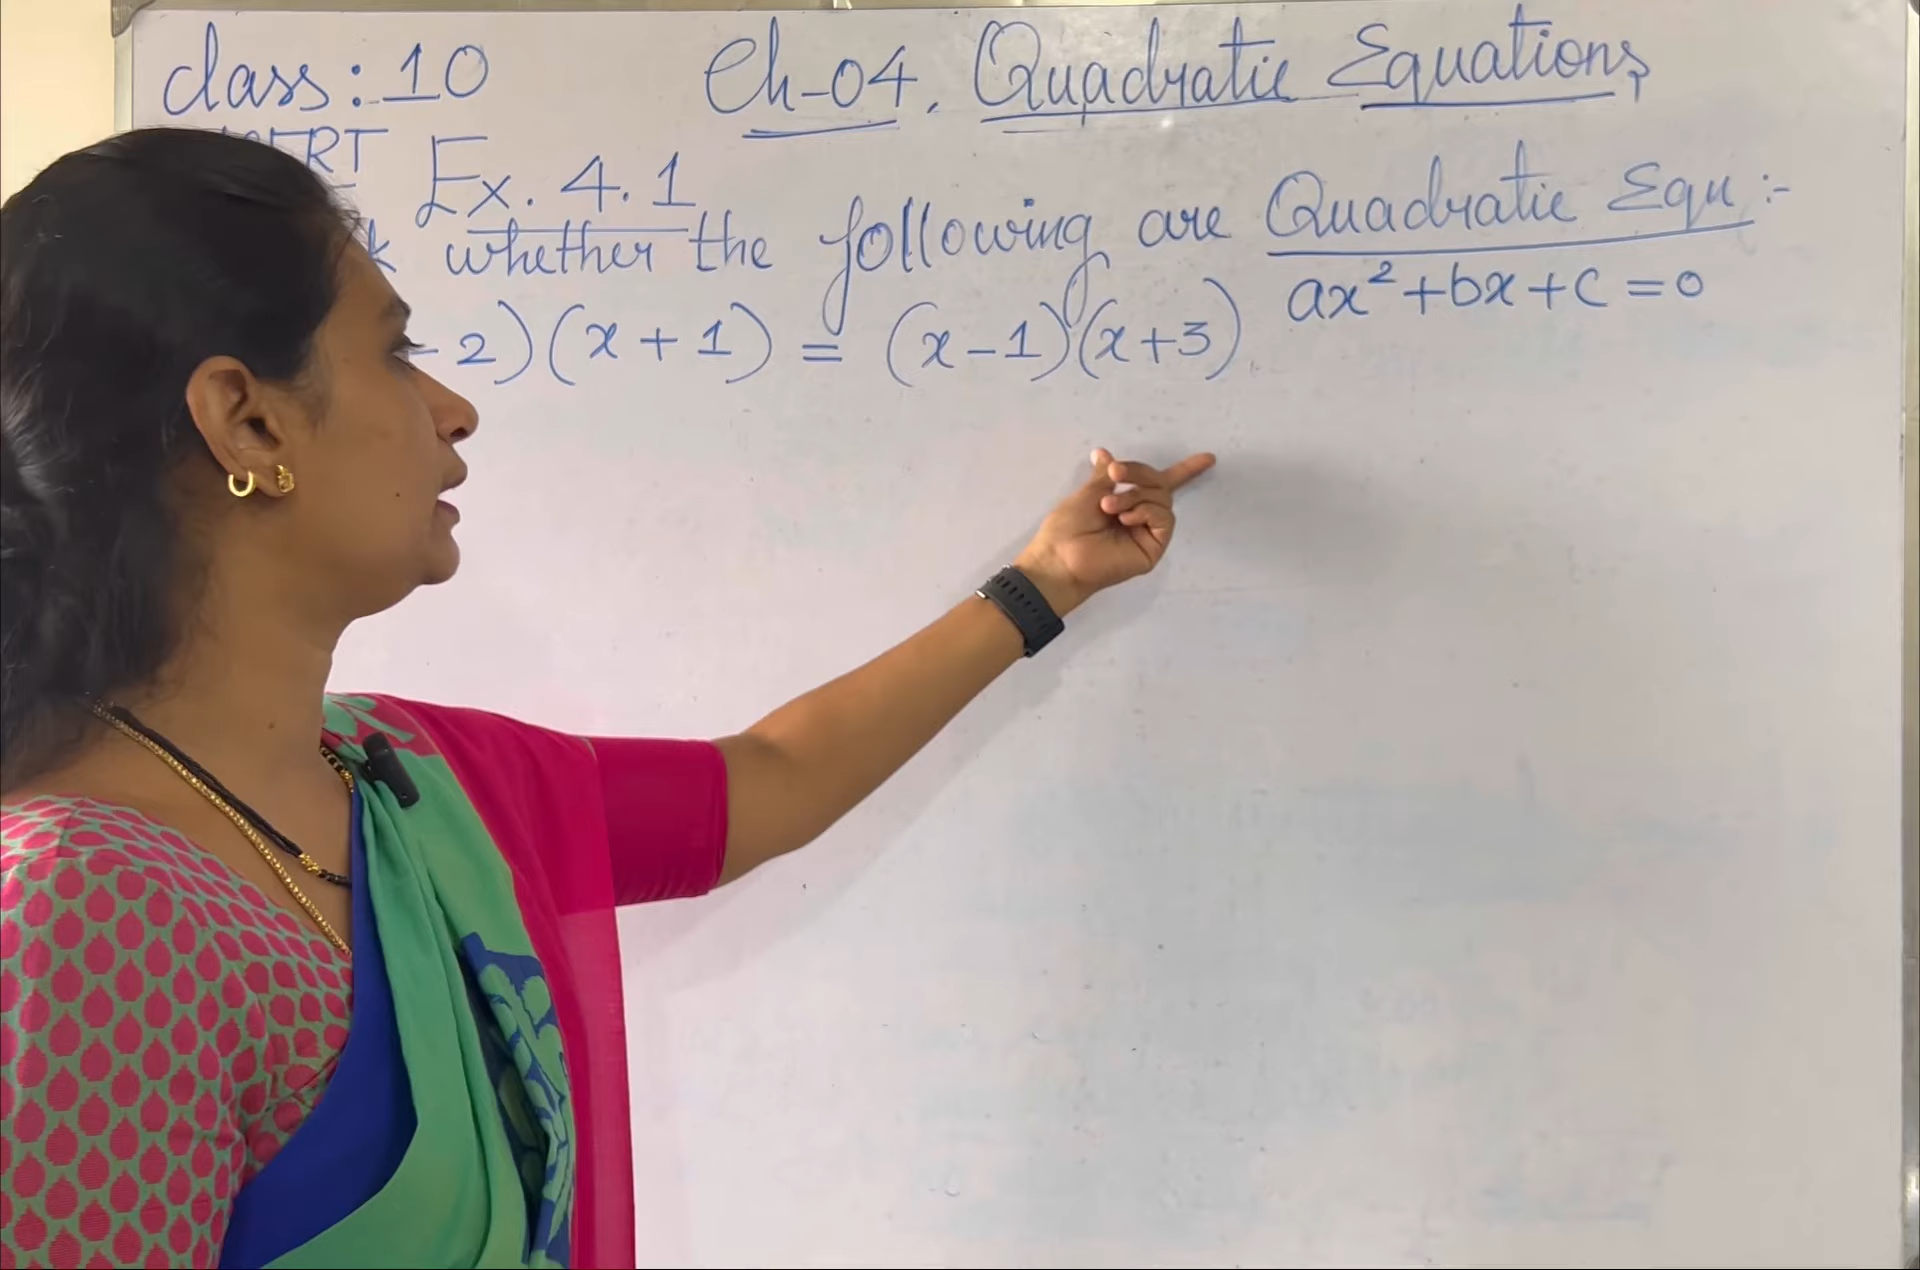 Class: 10 Ch-04. Quadratic Equations
Ex. 4.1
whether the following are Quadratic Equ:-
-2)(x+1) = (x-1)(x+3) ax²+bx+c=0